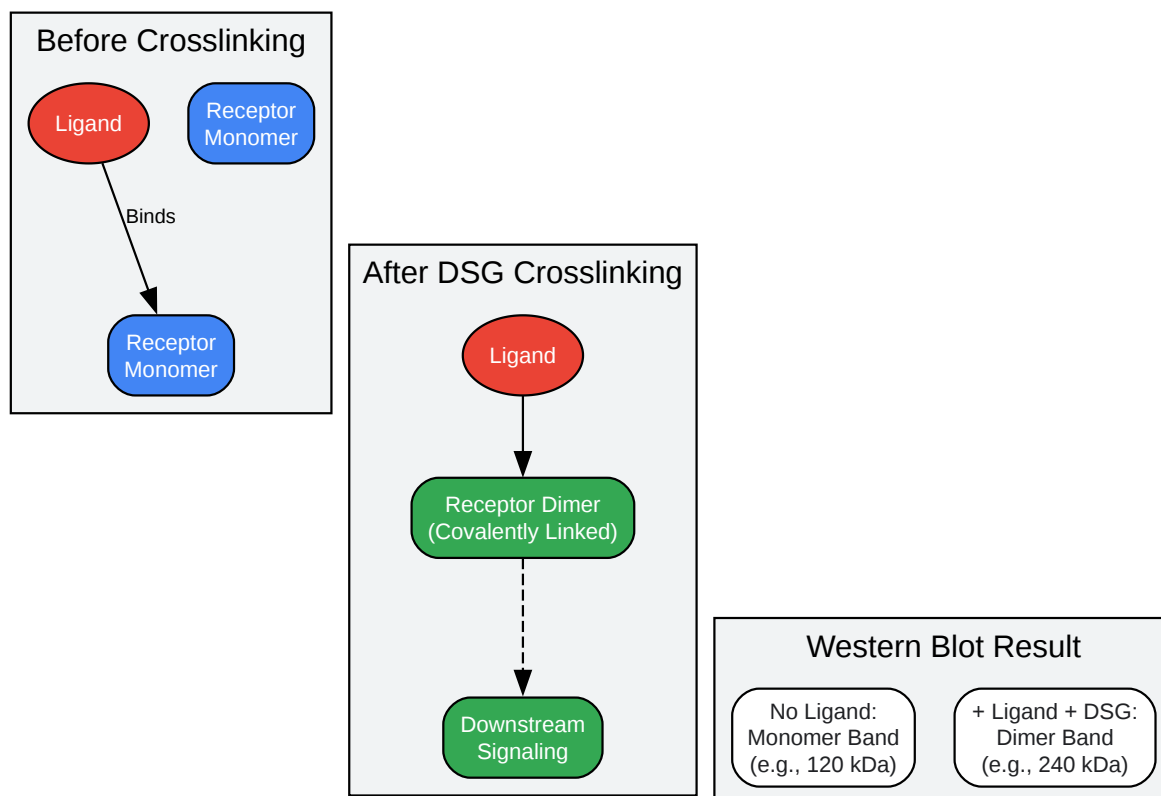 Before Crosslinking
Ligand
Receptor
Monomer
Binds
Receptor
Monomer
After DSG Crosslinking
Ligand
Receptor Dimer
(Covalently Linked)
Downstream
Signaling
Western Blot Result
No Ligand:
Monomer Band
(e.g., 120 kDa)
+ Ligand + DSG:
Dimer Band
(e.g., 240 kDa)